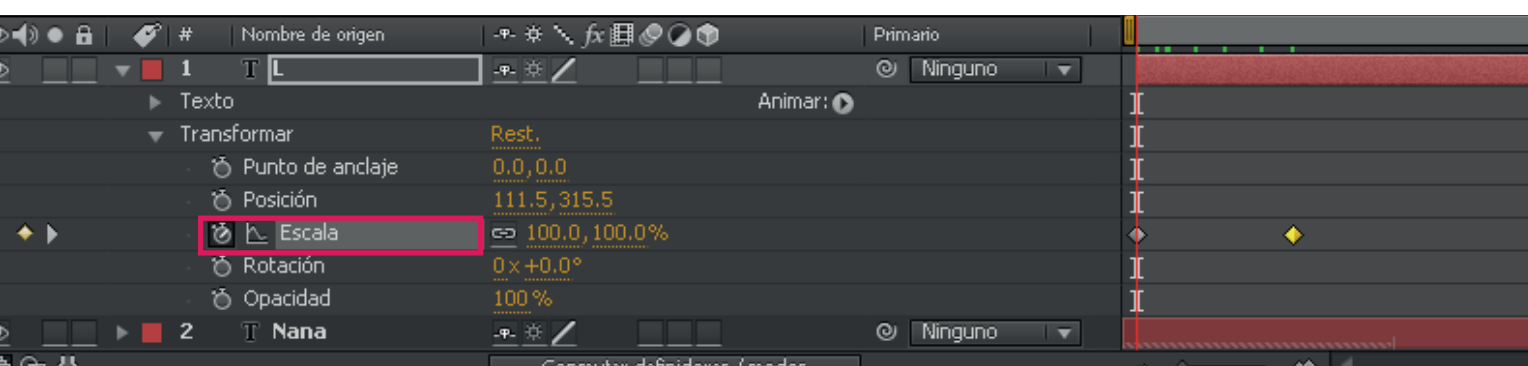 # Nombre de origen fx Primario
1 T L Ninguno
Texto Animar:
Transformar Rest.
Punto de anclaje 0.0,0.0
Posición 111.5,315.5
Escala 100.0,100.0%
Rotación 0x+0.0°
Opacidad 100%
2 T Nana Ninguno